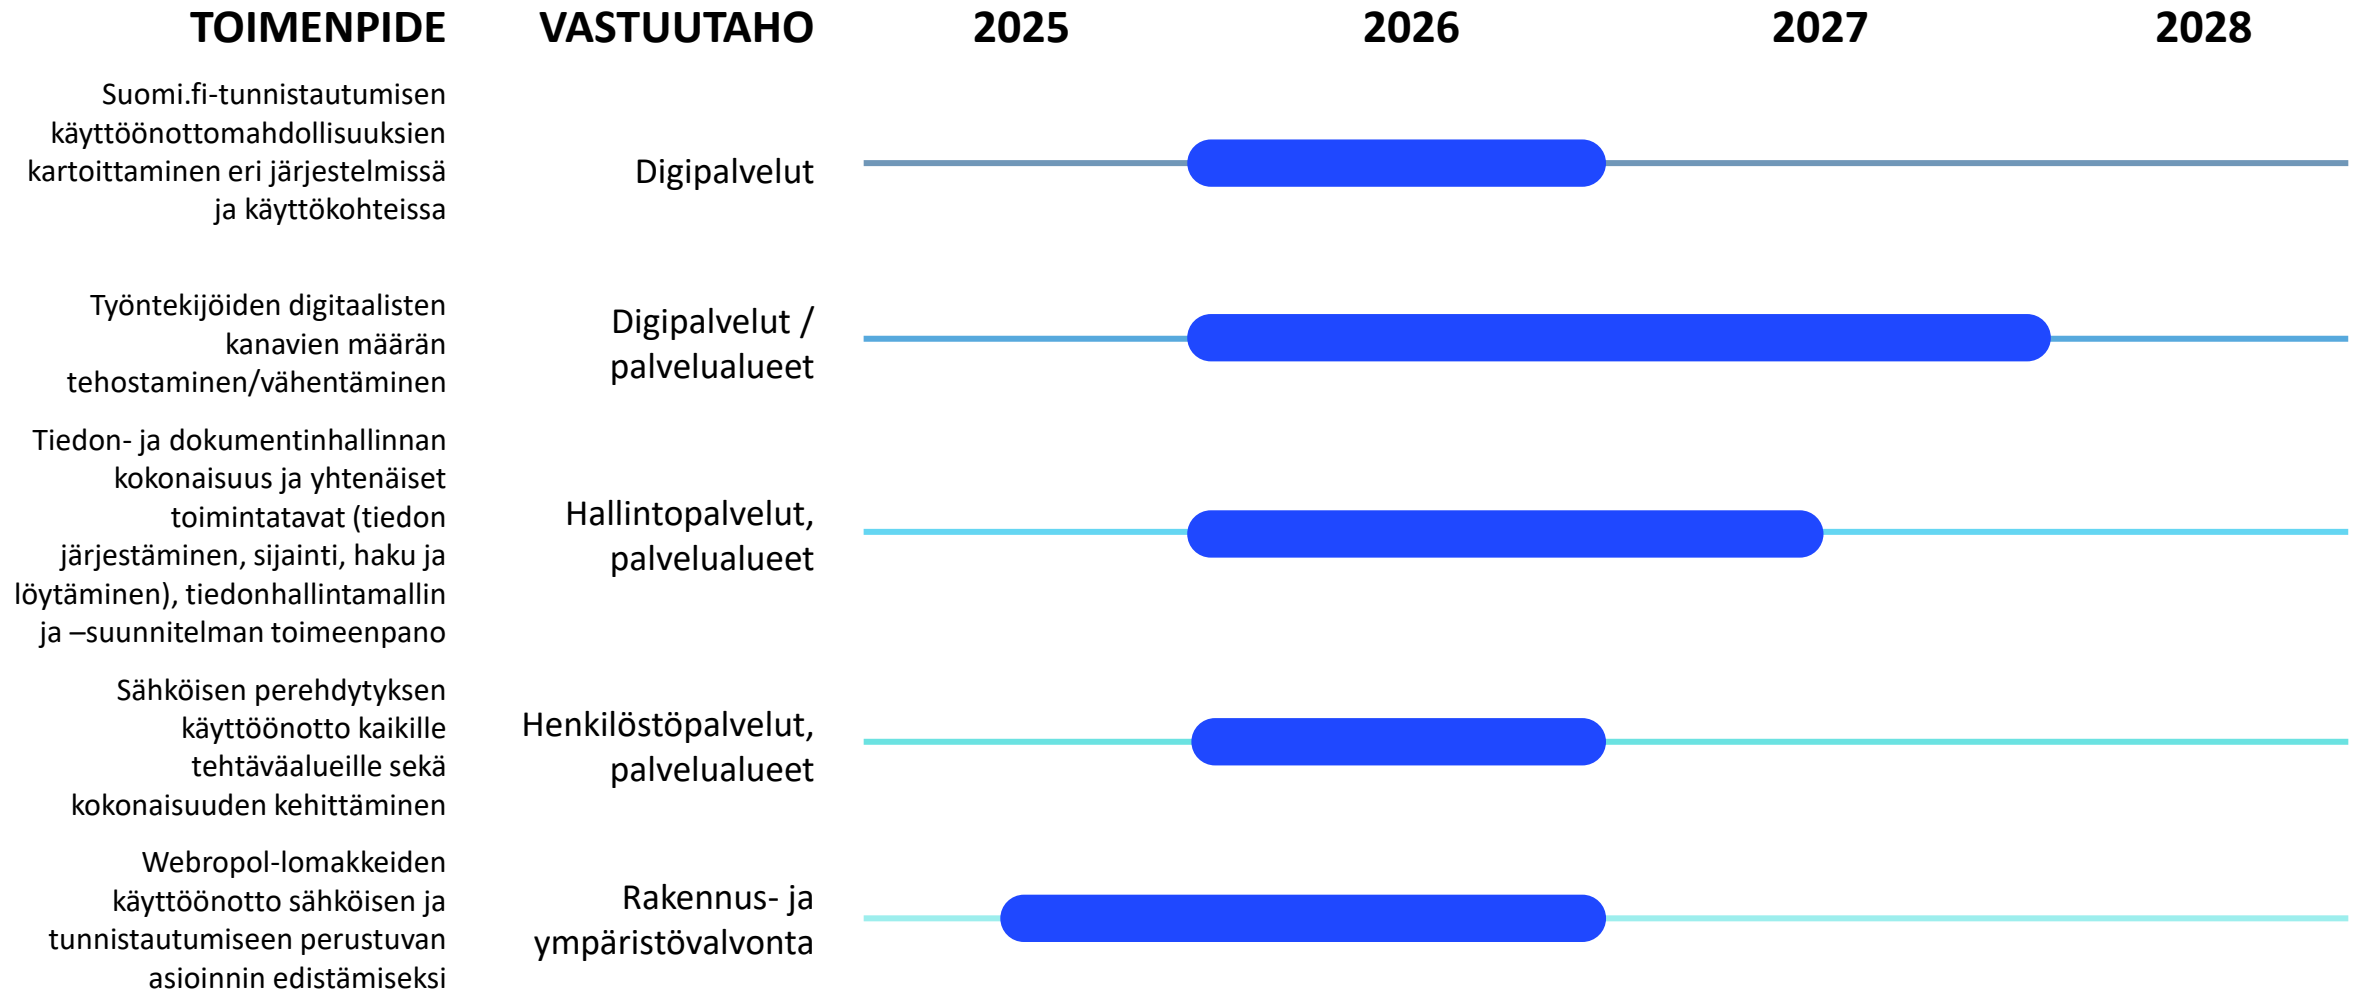 TOIMENPIDE VASTUUTAHO 2025 2026 2027 2028
Suomi.fi-tunnistautumisen
käyttöönottomahdollisuuksien
kartoittaminen eri järjestelmissä
ja käyttökohteissa
Digipalvelut
Työntekijöiden digitaalisten
kanavien määrän
tehostaminen/vähentäminen
Digipalvelut /
palvelualueet
Tiedon- ja dokumentinhallinnan
kokonaisuus ja yhtenäiset
toimintatavat (tiedon
järjestäminen, sijainti, haku ja
löytäminen), tiedonhallintamallin
ja –suunnitelman toimeenpano
Hallintopalvelut,
palvelualueet
Sähköisen perehdytyksen
käyttöönotto kaikille
tehtäväalueille sekä
kokonaisuuden kehittäminen
Henkilöstöpalvelut,
palvelualueet
Webropol-lomakkeiden
käyttöönotto sähköisen ja
tunnistautumiseen perustuvan
asioinnin edistämiseksi
Rakennus- ja
ympäristövalvonta